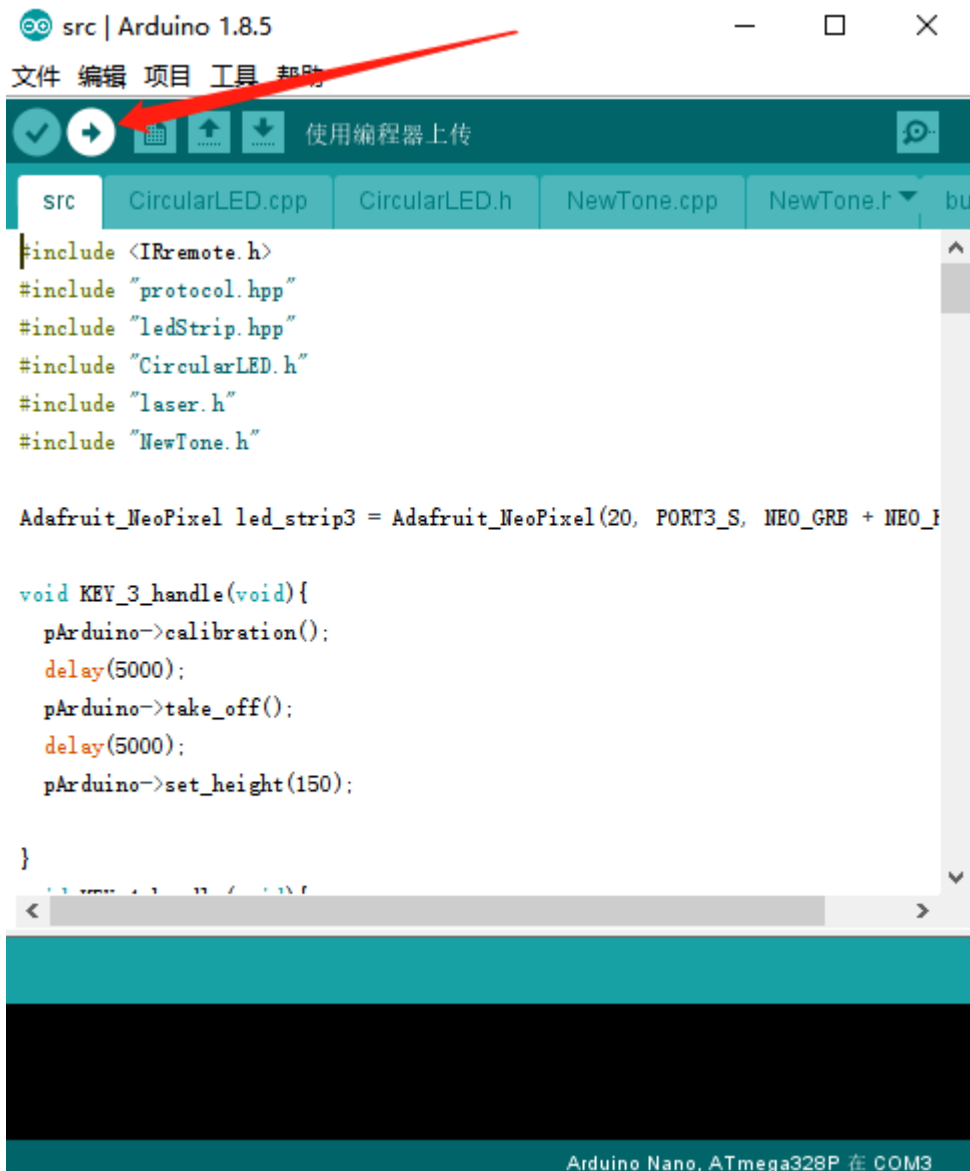 src | Arduino 1.8.5
文件 编辑 项目 工具 帮助
使用编程器上传
src CircularLED.cpp CircularLED.h NewTone.cpp NewTone.h bu
#include <IRremote.h>
#include "protocol.hpp"
#include "ledStrip.hpp"
#include "CircularLED.h"
#include "laser.h"
#include "NewTone.h"
Adafruit_NeoPixel led_strip3 = Adafruit_NeoPixel(20, PORT3_S, NEO_GRB + NEO_
void KEY_3_handle(void){
pArduino->calibration();
delay(5000);
pArduino->take_off();
delay(5000);
pArduino->set_height(150);
}
Arduino Nano, ATmega328P 在 COM3